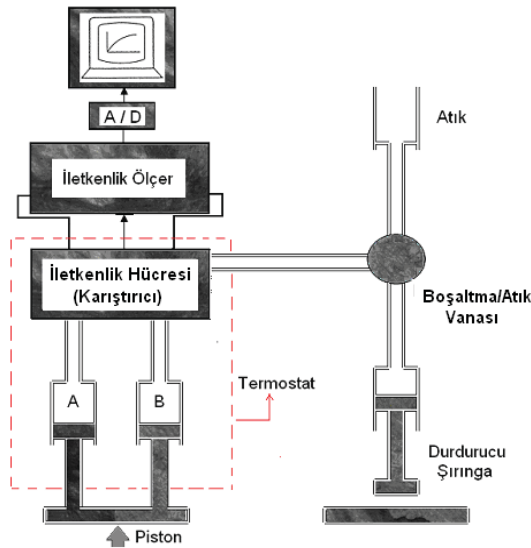 A / D
İletkenlik Ölçer
İletkenlik Hücresi
(Karıştırıcı)
A
B
Termostat
Piston
Atık
Boşaltma/Atık
Vanası
Durdurucu
Şırınga